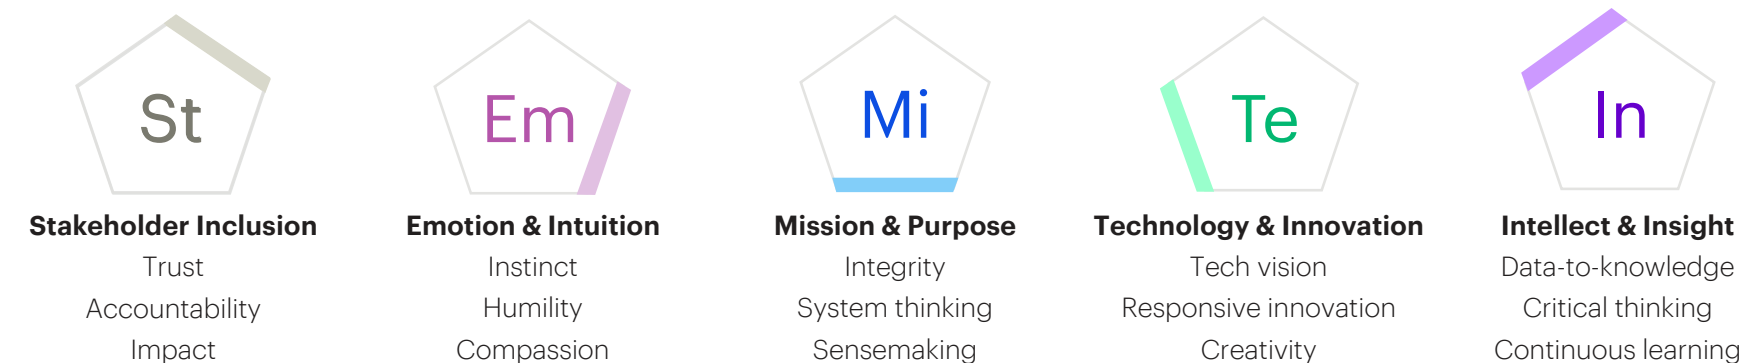 St
Stakeholder Inclusion
Trust
Accountability
Impact
Em
Emotion & Intuition
Instinct
Humility
Compassion
Mi
Mission & Purpose
Integrity
System thinking
Sensemaking
Te
Technology & Innovation
Tech vision
Responsive innovation
Creativity
In
Intellect & Insight
Data-to-knowledge
Critical thinking
Continuous learning